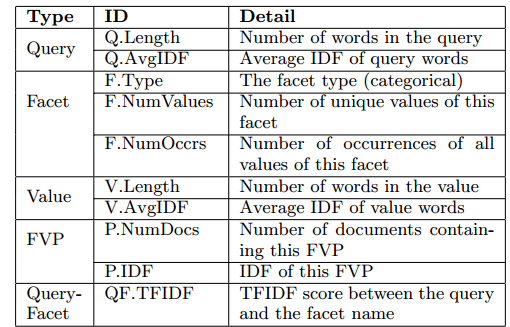 Type ID Detail
Query Q.Length Number of words in the query
Q.AvgIDF Average IDF of query words
Facet F.Type The facet type (categorical)
F.NumValues Number of unique values of this
facet
F.NumOccrs Number of occurrences of all
values of this facet
Value V.Length Number of words in the value
V.AvgIDF Average IDF of value words
FVP P.NumDocs Number of documents contain-
ing this FVP
P.IDF IDF of this FVP
Query- QF.TFIDF TFIDF score between the query
Facet and the facet name